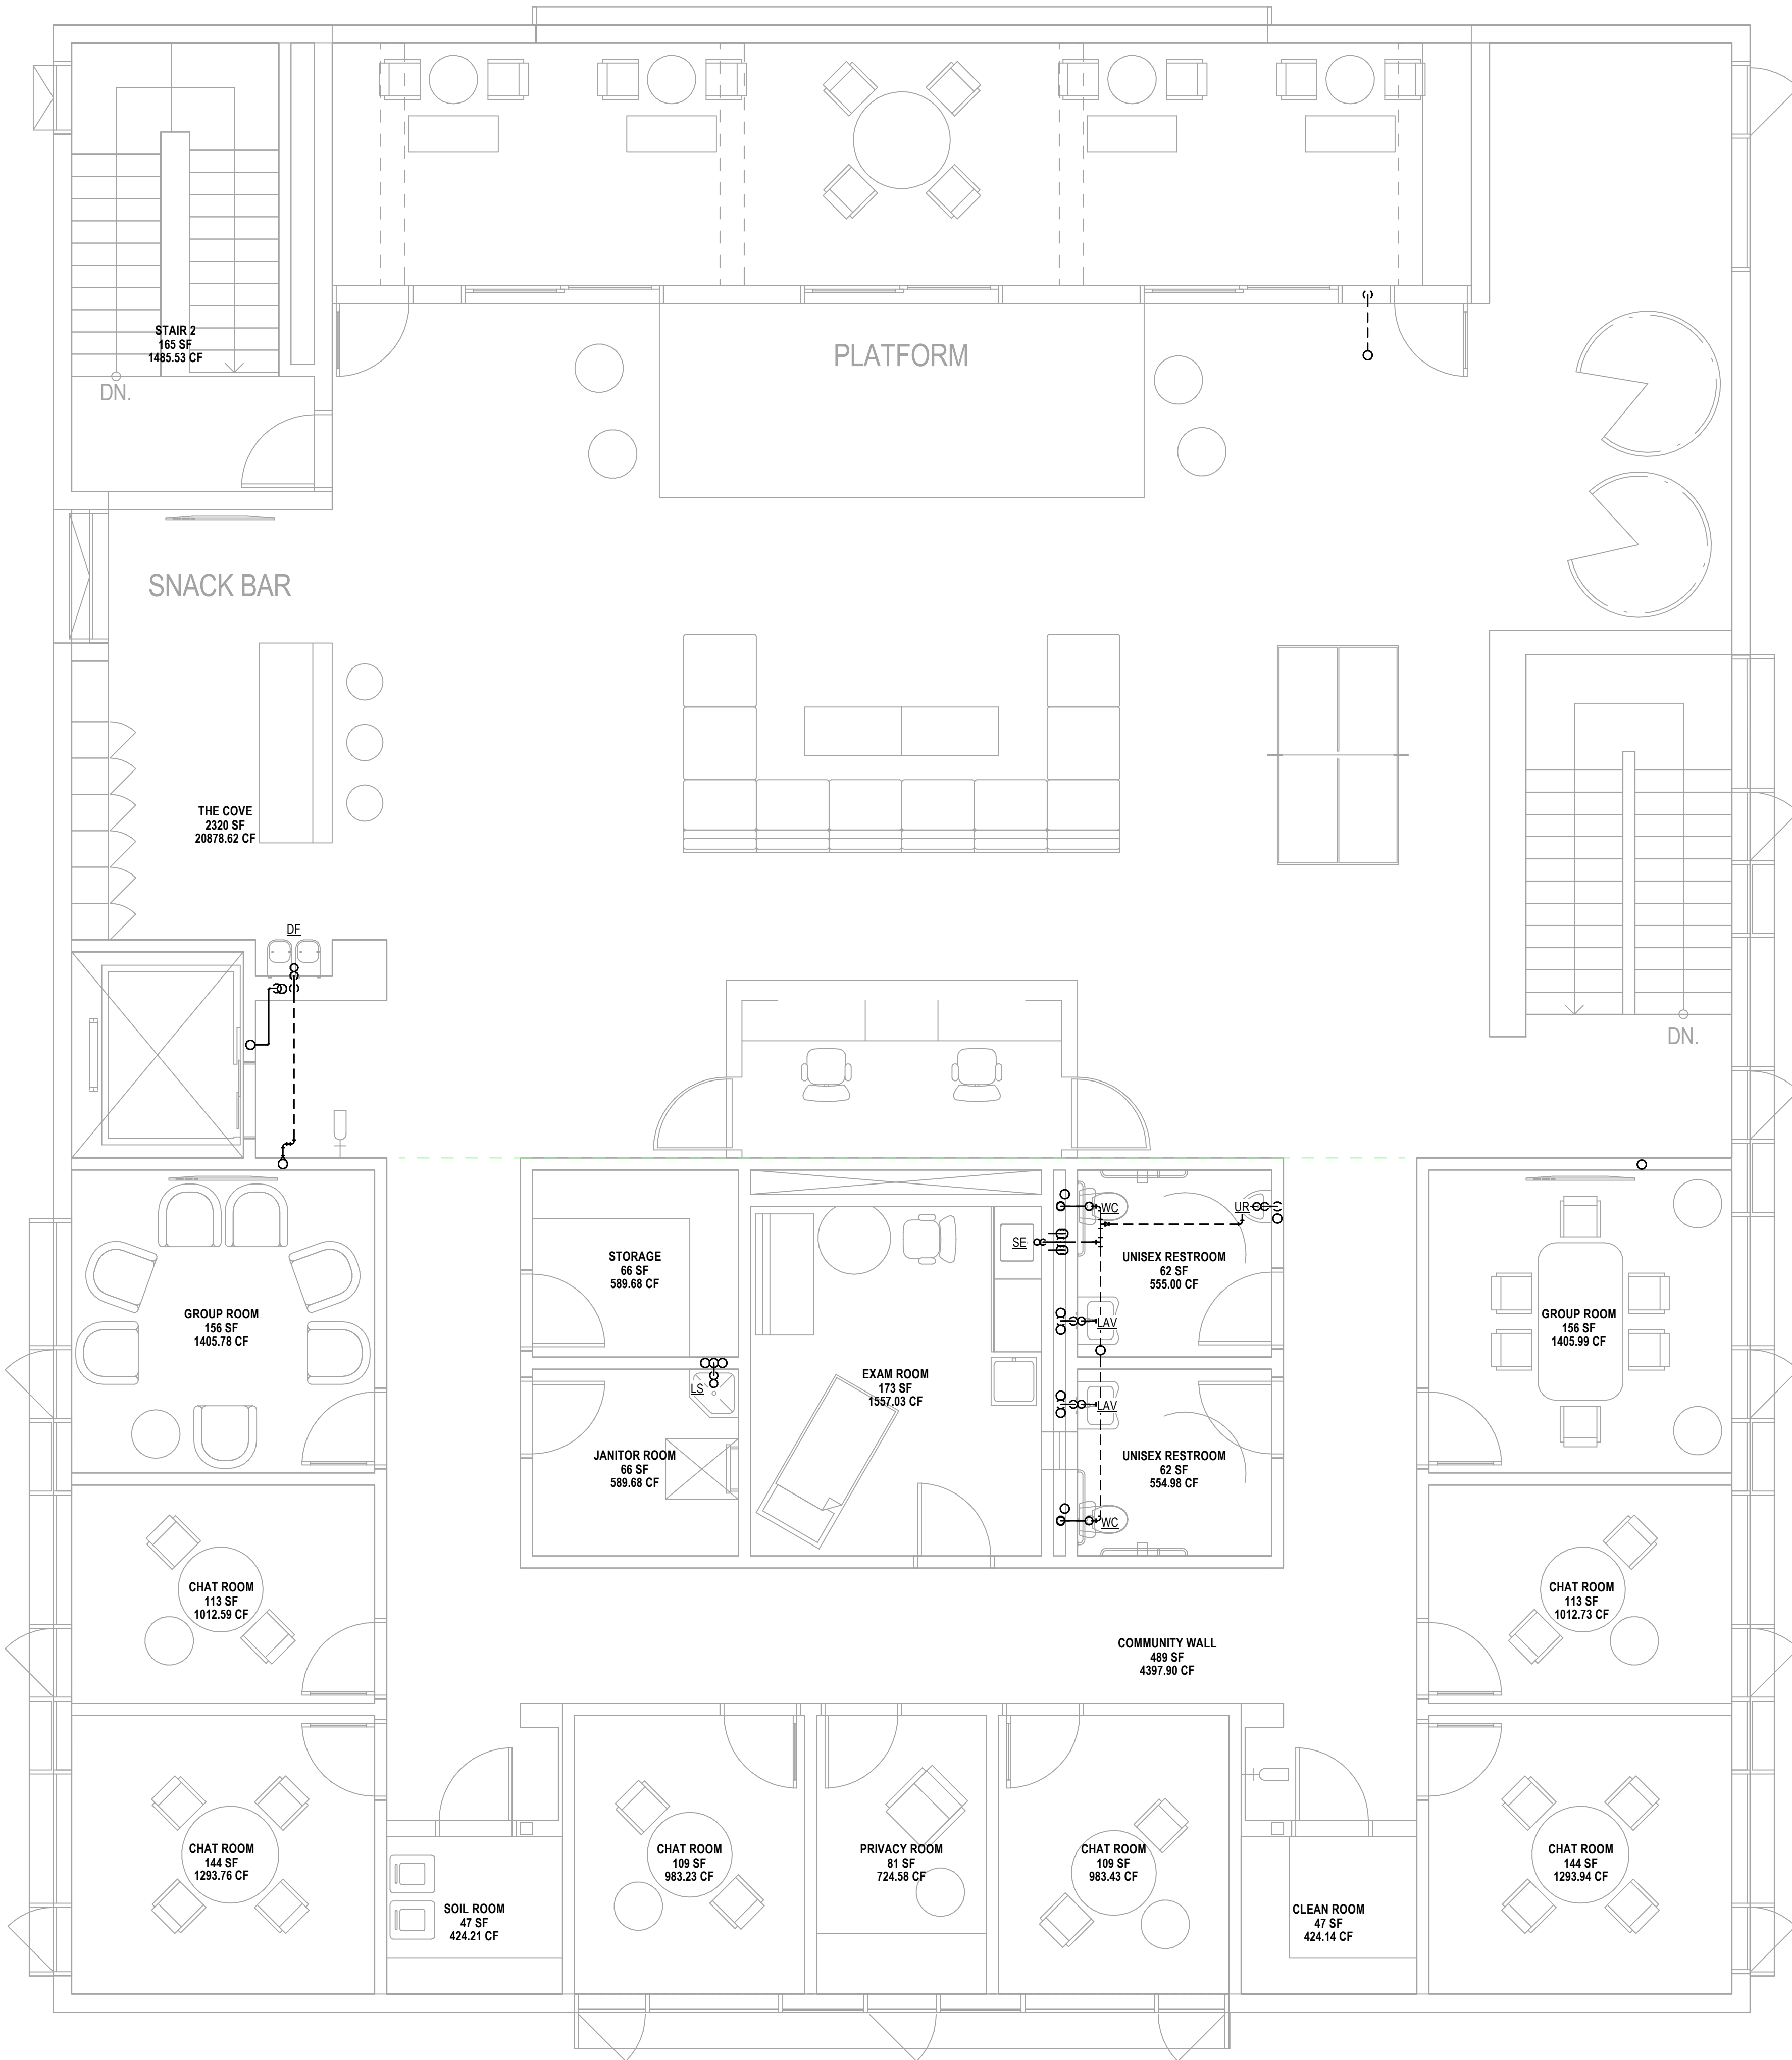 STAIR 2
165 SF
1485.53 CF
DN.
PLATFORM
SNACK BAR
THE COVE
2320 SF
20878.62 CF
DF
DN.
WC
UR
SE
STORAGE
66 SF
589.68 CF
UNISEX RESTROOM
62 SF
555.00 CF
GROUP ROOM
156 SF
1405.78 CF
GROUP ROOM
156 SF
1405.99 CF
LAV
LS
EXAM ROOM
173 SF
1557.03 CF
LAV
JANITOR ROOM
66 SF
589.68 CF
UNISEX RESTROOM
62 SF
554.98 CF
WC
CHAT ROOM
113 SF
1012.59 CF
CHAT ROOM
113 SF
1012.73 CF
COMMUNITY WALL
489 SF
4397.90 CF
CHAT ROOM
144 SF
1293.76 CF
CHAT ROOM
109 SF
983.23 CF
PRIVACY ROOM
81 SF
724.58 CF
CHAT ROOM
109 SF
983.43 CF
CHAT ROOM
144 SF
1293.94 CF
SOIL ROOM
47 SF
424.21 CF
CLEAN ROOM
47 SF
424.14 CF